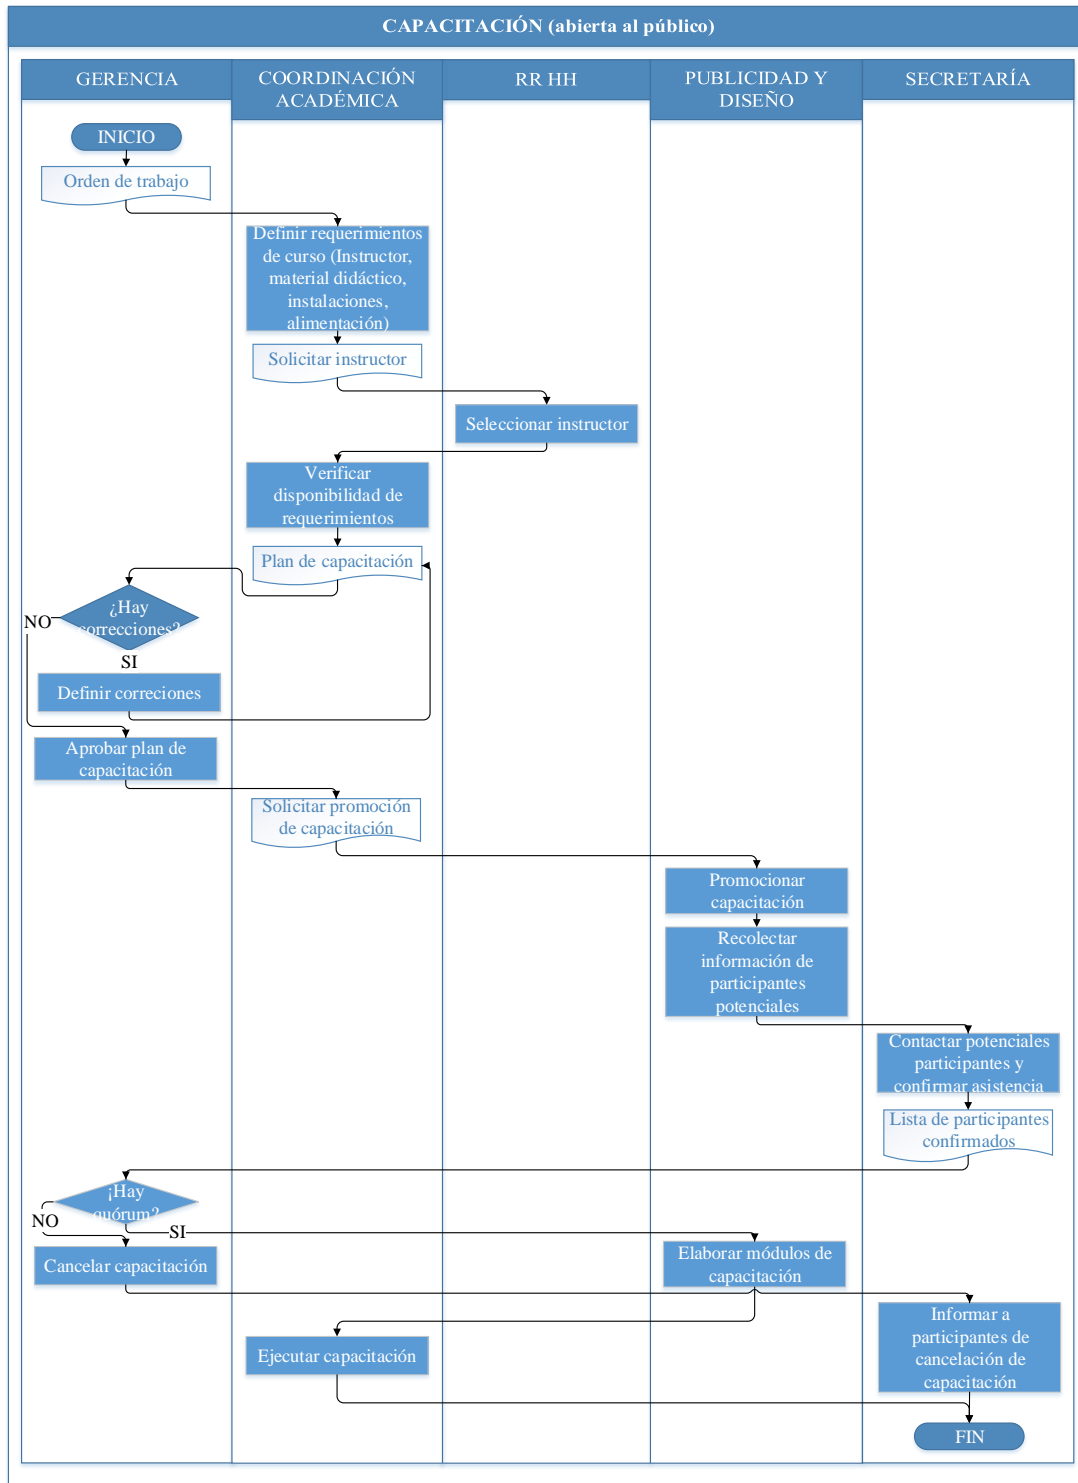 CAPACITACIÓN (abierta al público)
GERENCIA
COORDINACIÓN
ACADÉMICA
RR HH
PUBLICIDAD Y
DISEÑO
SECRETARÍA
INICIO
Orden de trabajo
Definir requerimientos
de curso (Instructor,
material didáctico,
instalaciones,
alimentación)
Solicitar instructor
Seleccionar instructor
Verificar
disponibilidad de
requerimientos
Plan de capacitación
¿Hay
correcciones?
NO
SI
Definir correciones
Aprobar plan de
capacitación
Solicitar promoción
de capacitación
Promocionar
capacitación
Recolectar
información de
participantes
potenciales
Contactar potenciales
participantes y
confirmar asistencia
Lista de participantes
confirmados
¡Hay
quórum?
NO
SI
Cancelar capacitación
Elaborar módulos de
capacitación
Informar a
participantes de
cancelación de
capacitación
Ejecutar capacitación
FIN